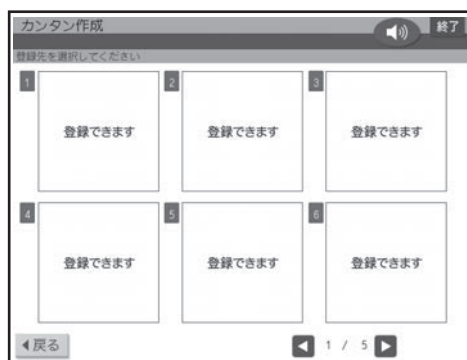 カンタン作成
終了
登録先を選択してください
1
登録できます
2
登録できます
3
登録できます
4
登録できます
5
登録できます
6
登録できます
◀戻る
◀ 1 / 5 ▶